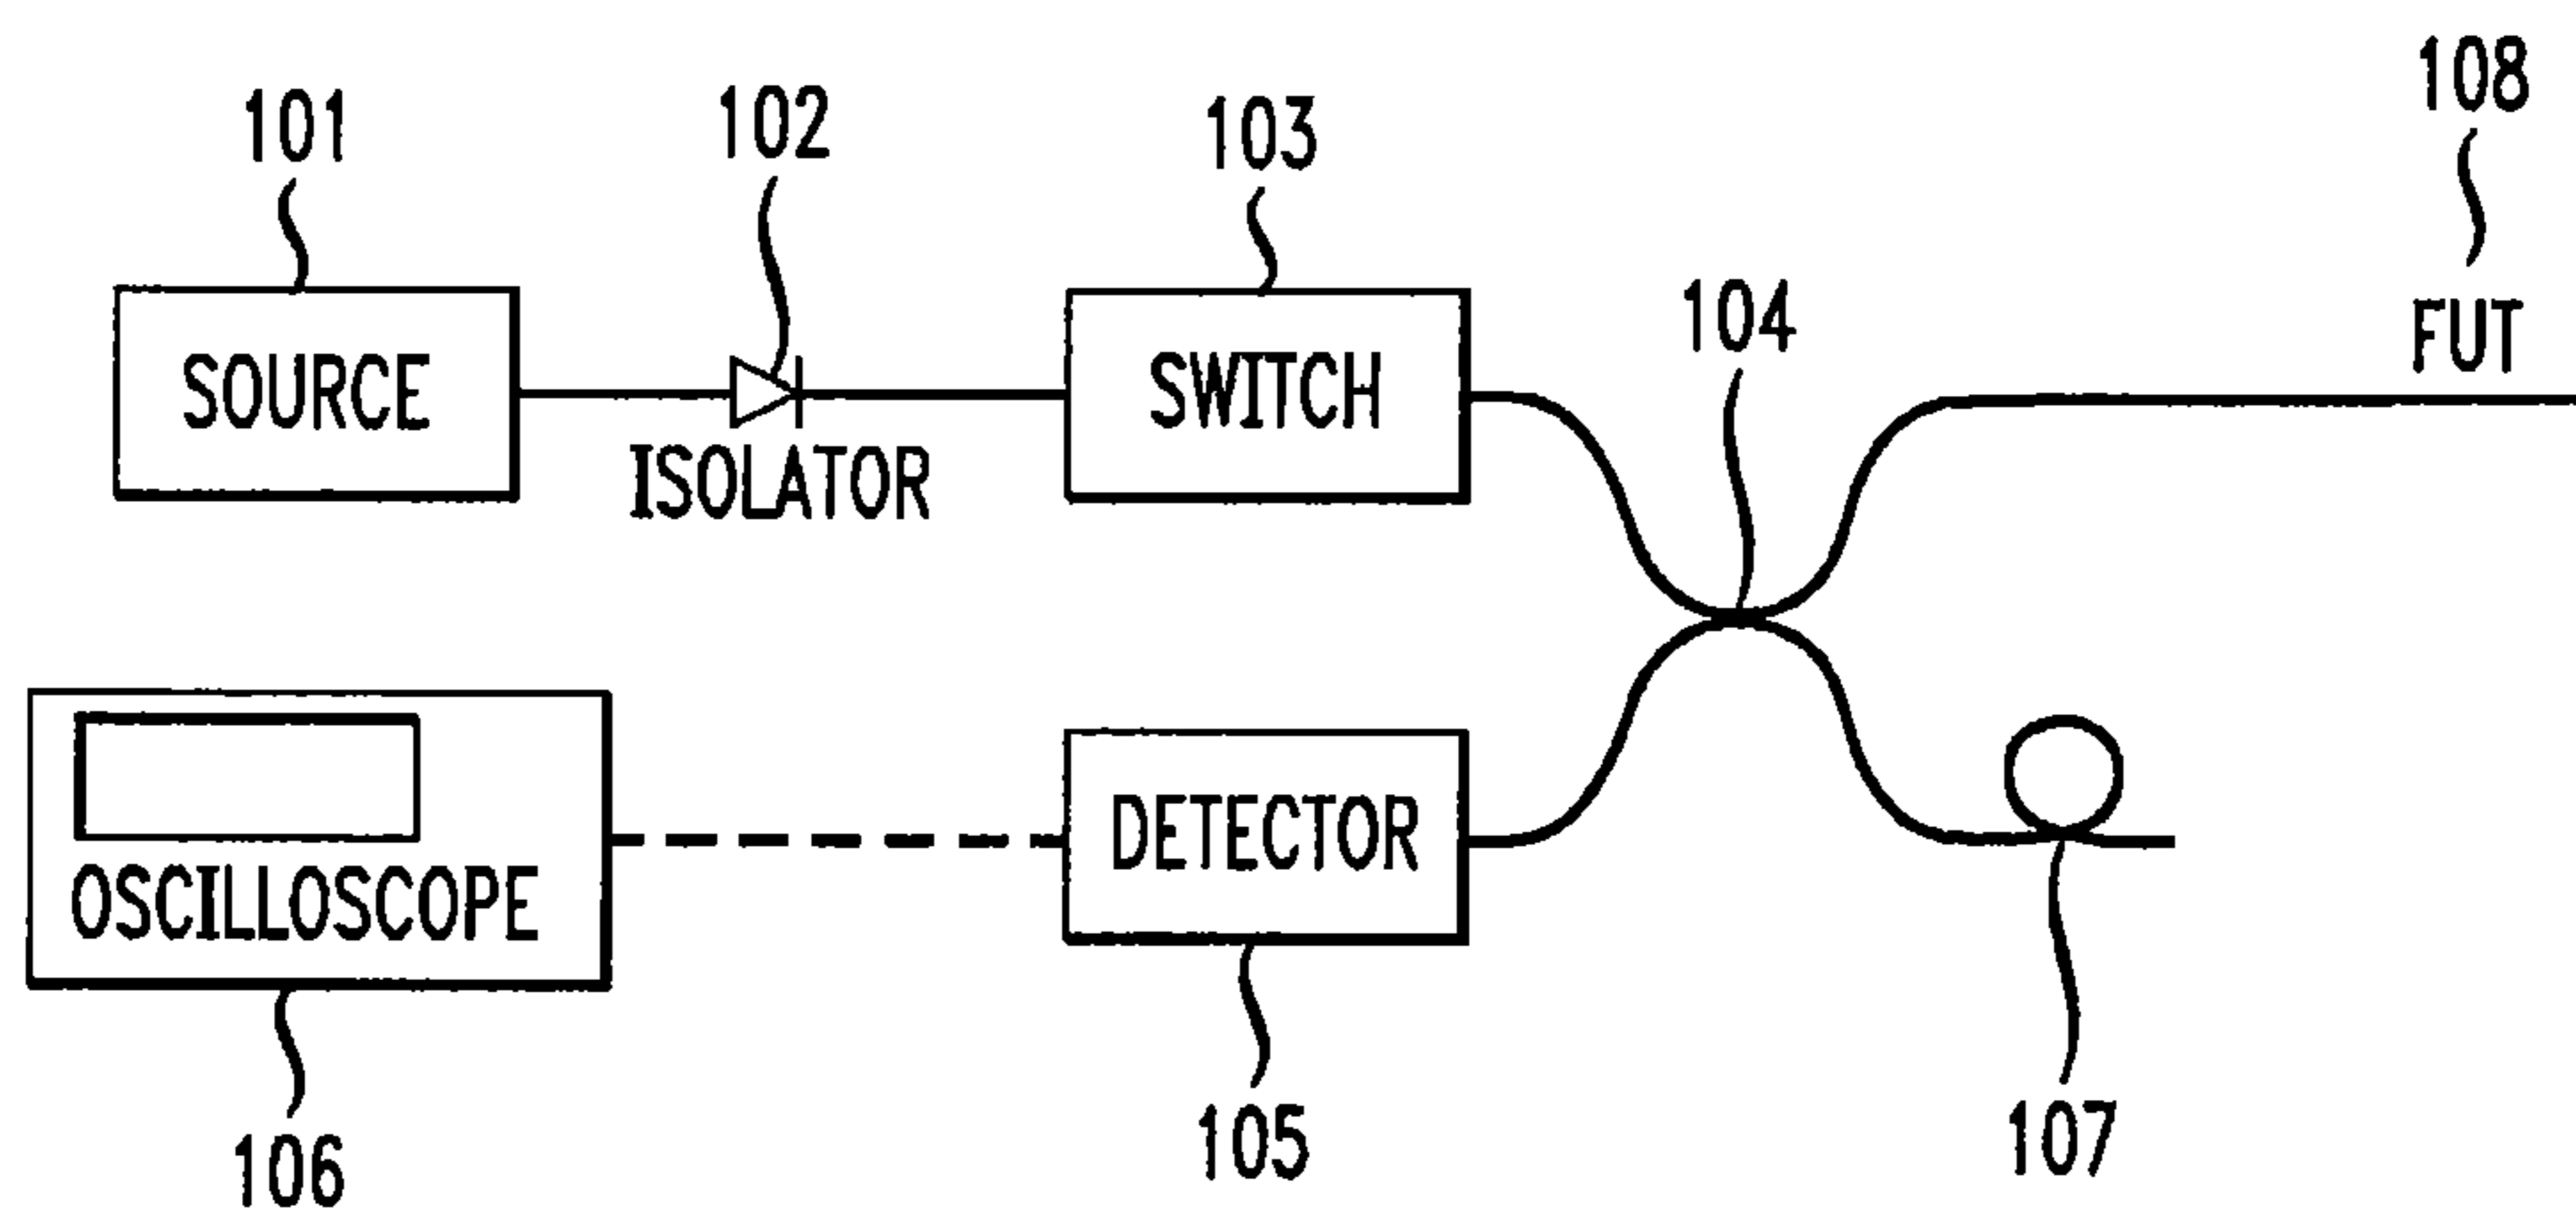 101
102
103
108
104
FUT
SOURCE
SWITCH
ISOLATOR
DETECTOR
OSCILLOSCOPE
105
107
106